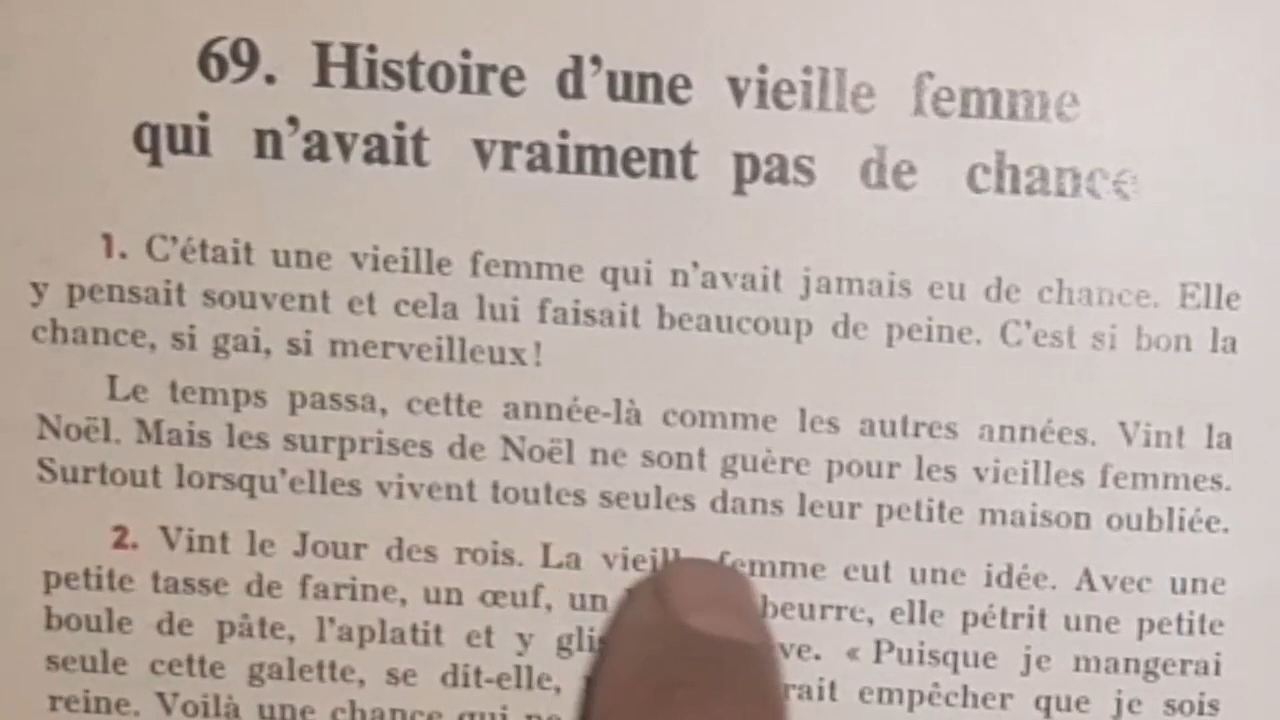 69. Histoire d'une vieille femme
qui n'avait vraiment pas de chance
1. C'était une vieille femme qui n'avait jamais eu de chance. Elle
y pensait souvent et cela lui faisait beaucoup de peine. C'est si bon la
chance, si gai, si merveilleux!
Le temps passa, cette année-là comme les autres années. Vint la
Noël. Mais les surprises de Noël ne sont guère pour les vieilles femmes.
Surtout lorsqu'elles vivent toutes seules dans leur petite maison oubliée.
2. Vint le Jour des rois. La vieille femme eut une idée. Avec une
petite tasse de farine, un œuf, un beurre, elle pétrit une petite
boule de pâte, l'aplatit et y « Puisque je mangerai
seule cette galette, se dit-elle, empêcher que je sois
reine. Voilà une chance qui ne